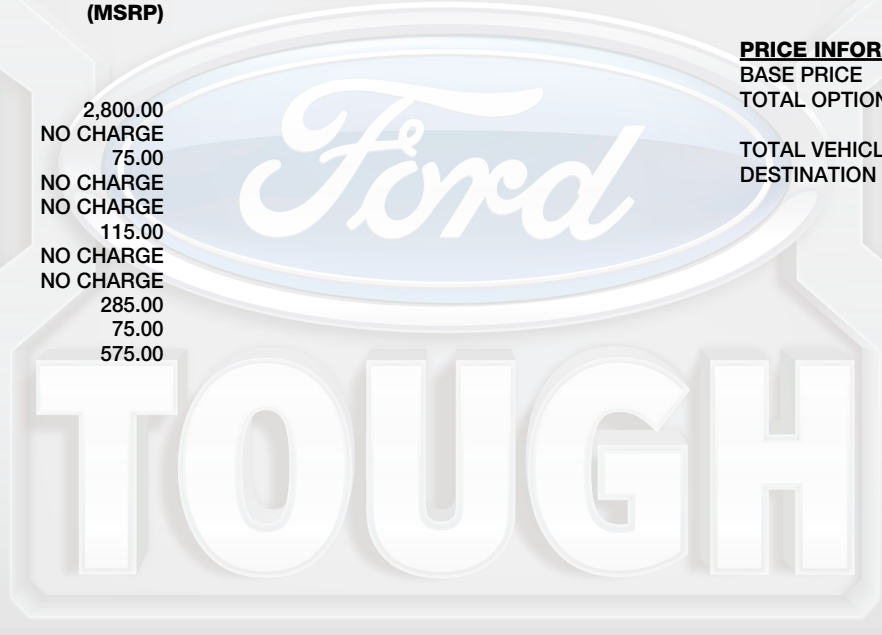 (MSRP)
2,800.00
NO CHARGE
75.00
NO CHARGE
NO CHARGE
115.00
NO CHARGE
NO CHARGE
285.00
75.00
575.00
PRICE INFOR
BASE PRICE
TOTAL OPTION
TOTAL VEHICL
DESTINATION
Ford
TOUGH